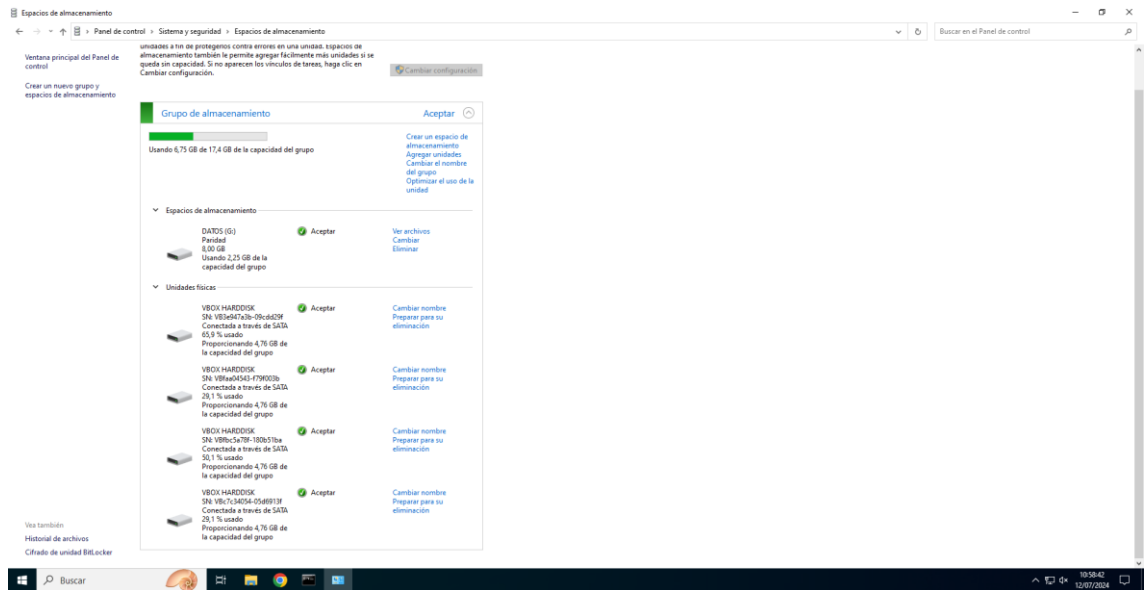 Espacios de almacenamiento
Panel de control > Sistema y seguridad > Espacios de almacenamiento
Buscar en el Panel de control
Ventana principal del Panel de
control
Crear un nuevo grupo y
espacios de almacenamiento
unidades a fin de protegerlos contra errores en una unidad. Espacios de
almacenamiento también le permite agregar fácilmente más unidades si se
queda sin capacidad. Si no aparecen los vínculos de tareas, haga clic en
Cambiar configuración.
Cambiar configuración
Grupo de almacenamiento
Aceptar
Usando 6,75 GB de 17,4 GB de la capacidad del grupo
Crear un espacio de
almacenamiento
Agregar unidades
Cambiar el nombre
del grupo
Optimizar el uso de la
unidad
Espacios de almacenamiento
DATOS (G:)
Paridad
8,00 GB
Usando 2,25 GB de la
capacidad del grupo
Aceptar
Ver archivos
Cambiar
Eliminar
Unidades físicas
VBOX HARDDISK
SN: VB3e947a3b-09cdd29f
Conectada a través de SATA
65,9 % usado
Proporcionando 4,76 GB de
la capacidad del grupo
Aceptar
Cambiar nombre
Preparar para su
eliminación
VBOX HARDDISK
SN: VBfaa04543-f79f003b
Conectada a través de SATA
29,1 % usado
Proporcionando 4,76 GB de
la capacidad del grupo
Aceptar
Cambiar nombre
Preparar para su
eliminación
VBOX HARDDISK
SN: VBfbc5a78f-180b51ba
Conectada a través de SATA
50,1 % usado
Proporcionando 4,76 GB de
la capacidad del grupo
Aceptar
Cambiar nombre
Preparar para su
eliminación
VBOX HARDDISK
SN: VBc7c34054-05d6913f
Conectada a través de SATA
29,1 % usado
Proporcionando 4,76 GB de
la capacidad del grupo
Aceptar
Cambiar nombre
Preparar para su
eliminación
Vea también
Historial de archivos
Cifrado de unidad BitLocker
Buscar
10:58:42
12/07/2024